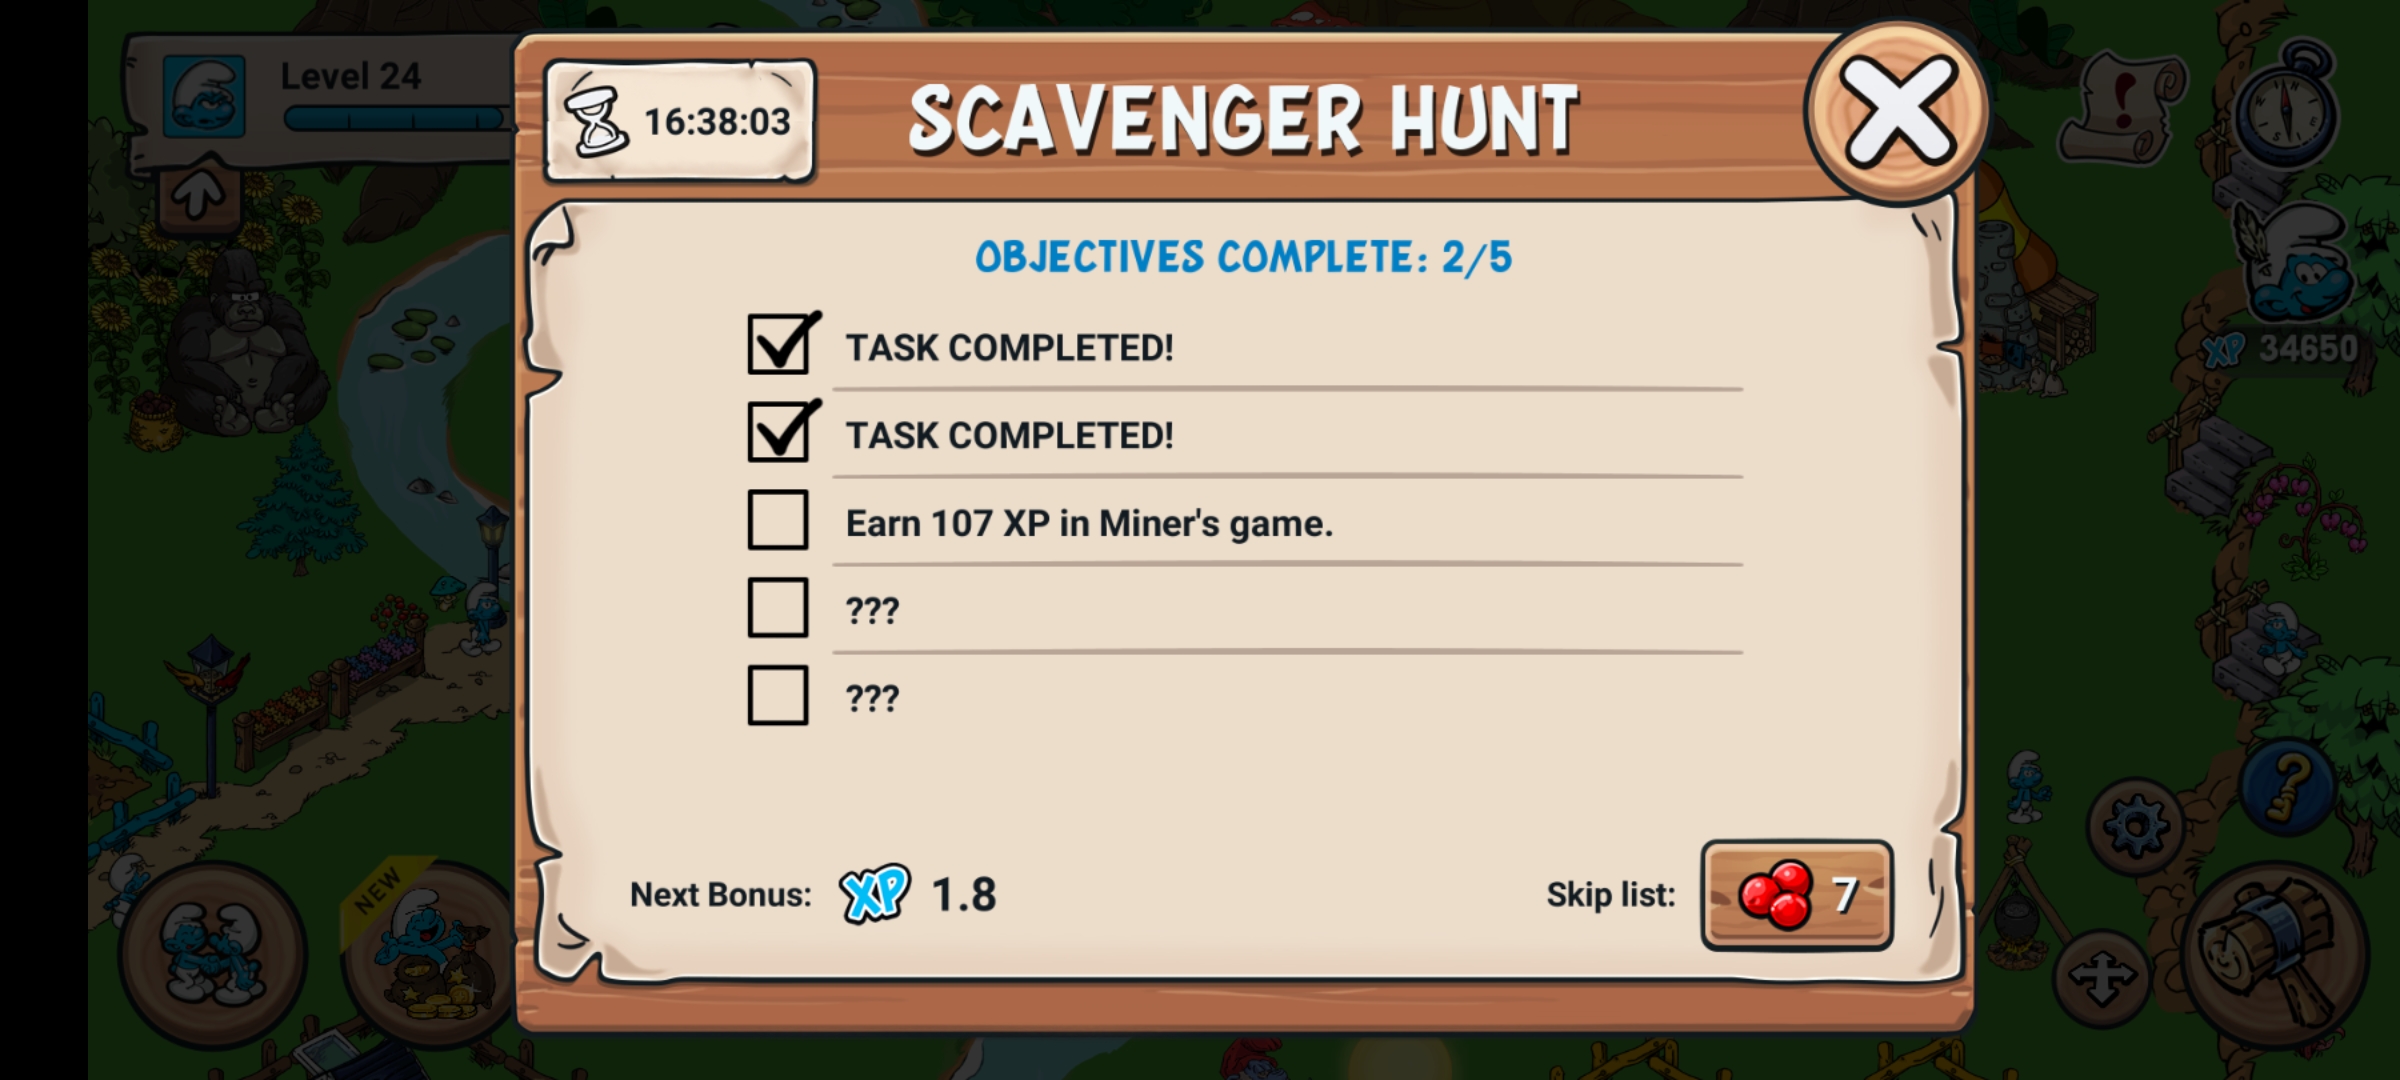 Level 24
16:38:03
SCAVENGER HUNT
OBJECTIVES COMPLETE: 2/5
TASK COMPLETED!
TASK COMPLETED!
Earn 107 XP in Miner's game.
???
???
XP 34650
NEW
Next Bonus: XP 1.8
Skip list: 7